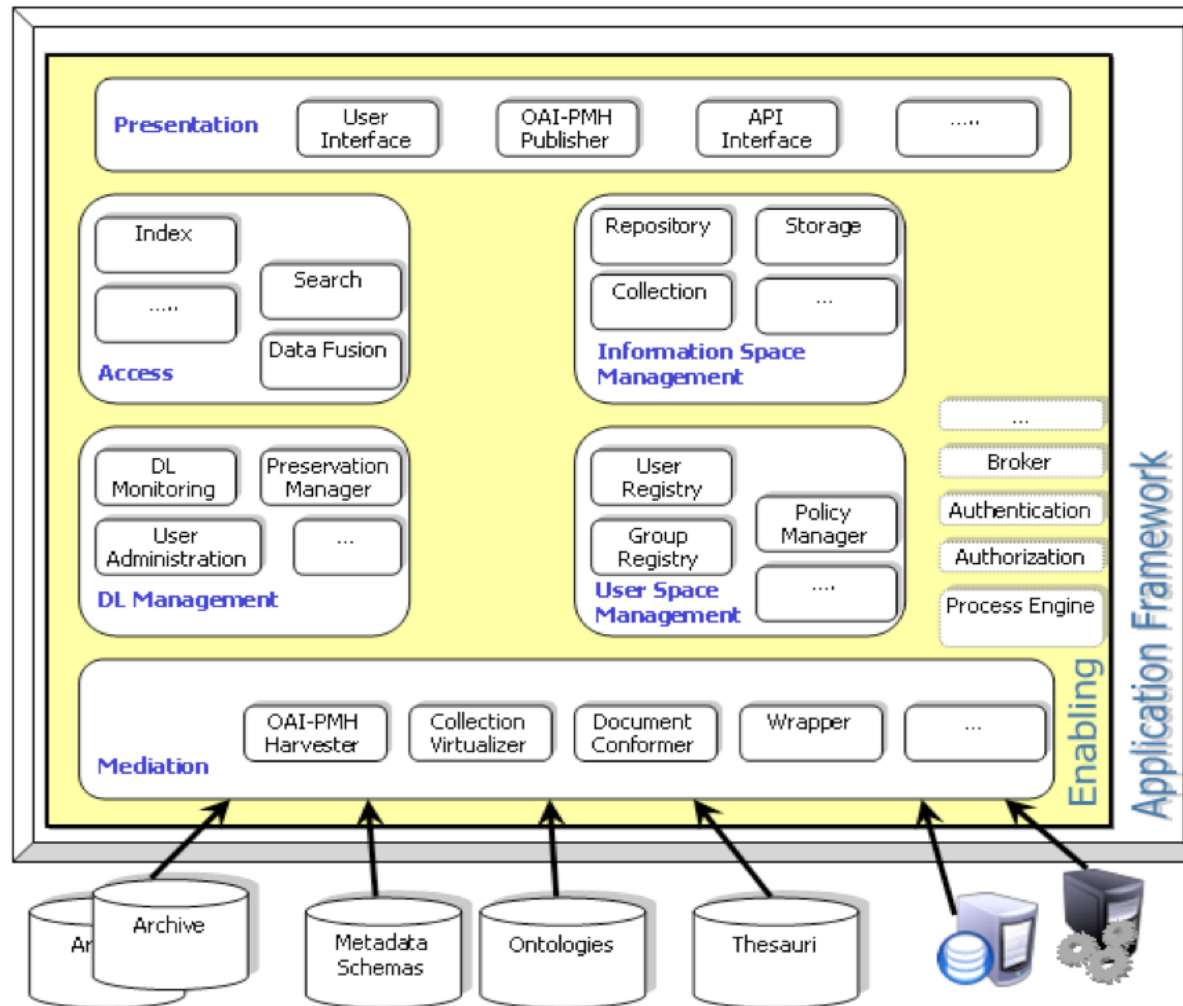 Presentation
User
Interface
OAI-PMH
Publisher
API
Interface
.....
Index
.....
Search
Data Fusion
Access
Repository
Storage
Collection
...
Information Space
Management
DL
Monitoring
Preservation
Manager
User
Administration
...
DL Management
User
Registry
Group
Registry
Policy
Manager
....
User Space
Management
...
Broker
Authentication
Authorization
Process Engine
Enabling
Application Framework
OAI-PMH
Harvester
Collection
Virtualizer
Document
Conformer
Wrapper
...
Mediation
Ar
Archive
Metadata
Schemas
Ontologies
Thesauri